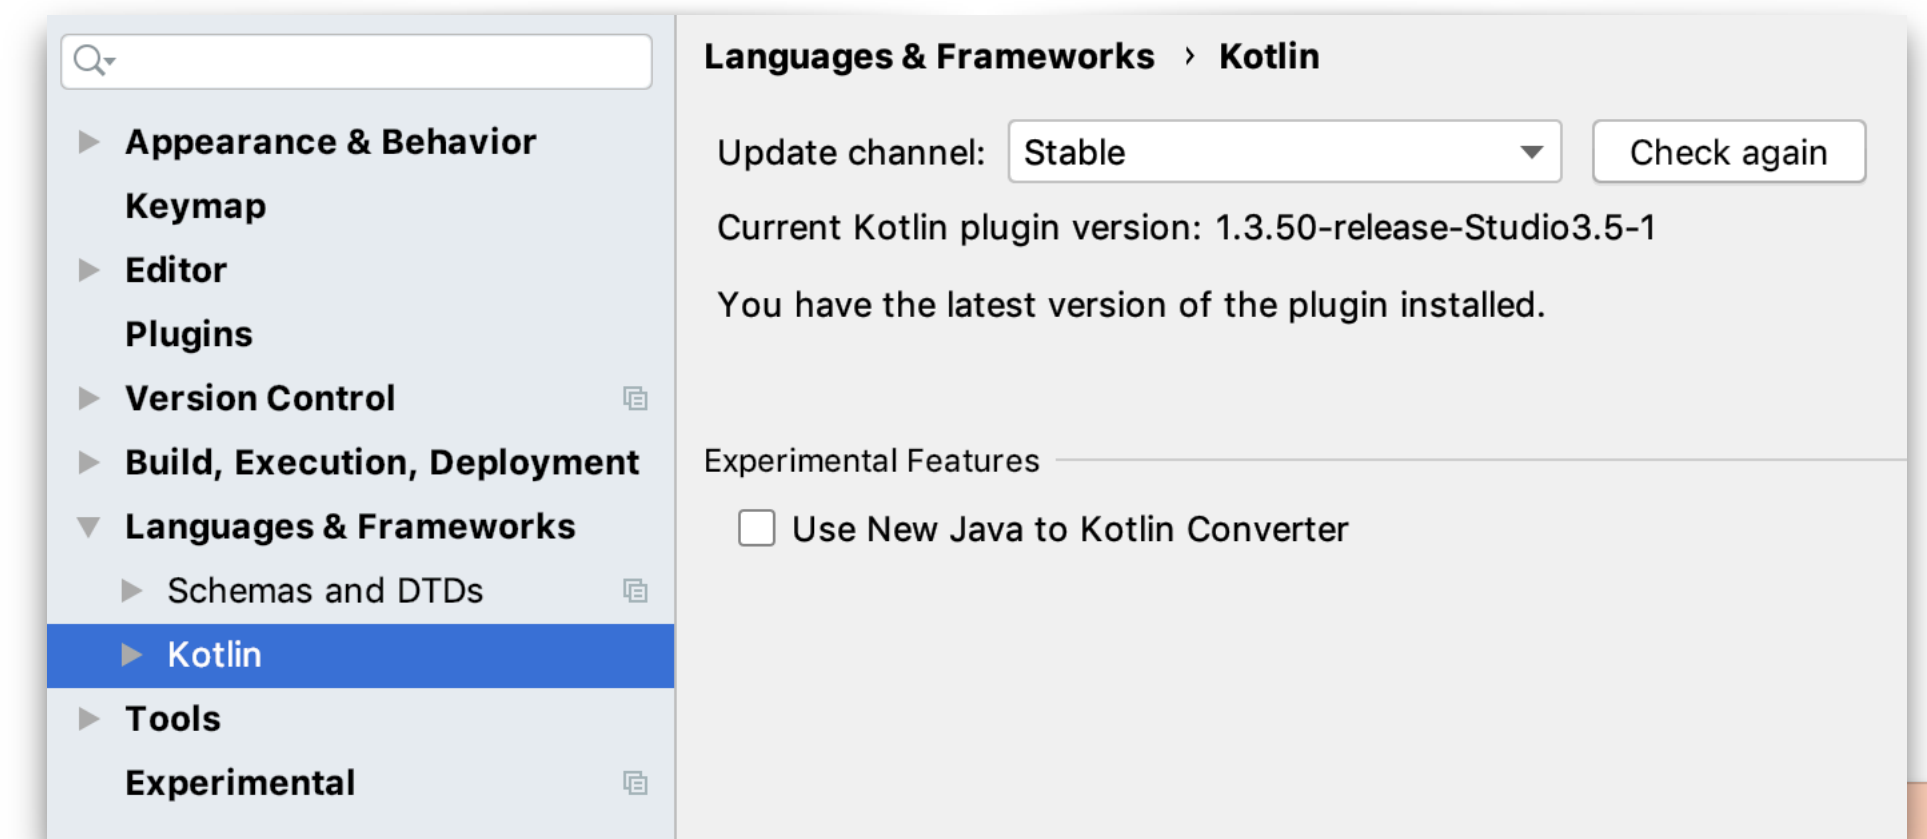 Appearance & Behavior
Keymap
Editor
Plugins
Version Control
Build, Execution, Deployment
Languages & Frameworks
Schemas and DTDs
Kotlin
Tools
Experimental
Languages & Frameworks › Kotlin
Update channel: Stable Check again
Current Kotlin plugin version: 1.3.50-release-Studio3.5-1
You have the latest version of the plugin installed.
Experimental Features
Use New Java to Kotlin Converter